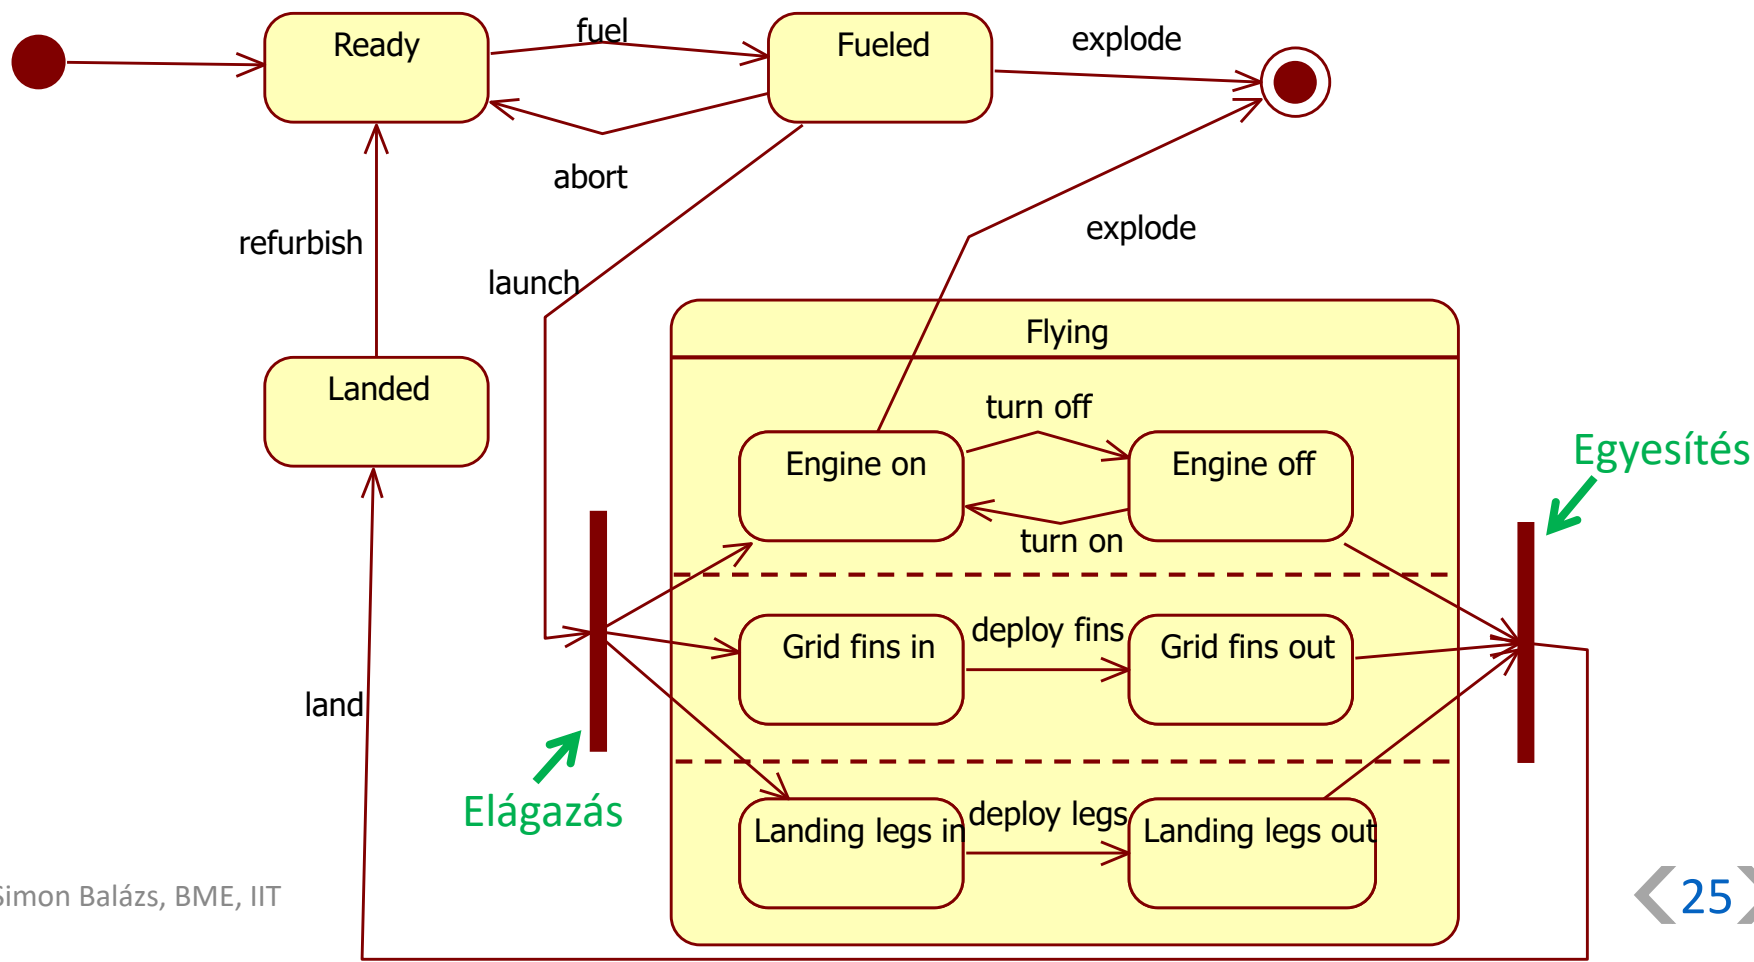 Ready
fuel
Fueled
explode
abort
explode
refurbish
launch
Flying
Landed
turn off
Engine on
Engine off
Egyesítés
turn on
deploy fins
Grid fins in
Grid fins out
land
Elágazás
deploy legs
Landing legs in
Landing legs out
Simon Balázs, BME, IIT
25